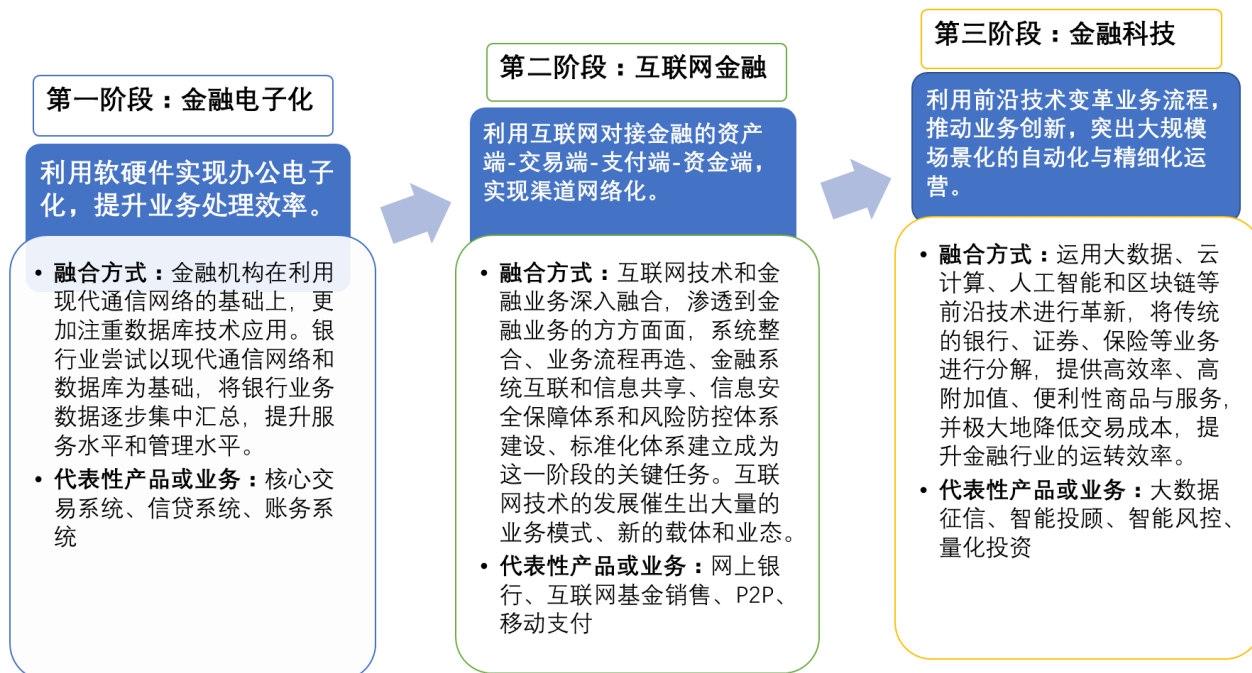 第一阶段：金融电子化
利用软硬件实现办公电子
化，提升业务处理效率。
• 融合方式：金融机构在利用
现代通信网络的基础上，更
加注重数据库技术应用。银
行业尝试以现代通信网络和
数据库为基础，将银行业务
数据逐步集中汇总，提升服
务水平和管理水平。
• 代表性产品或业务：核心交
易系统、信贷系统、账务系
统
第二阶段：互联网金融
利用互联网对接金融的资产
端-交易端-支付端-资金端，
实现渠道网络化。
• 融合方式：互联网技术和金
融业务深入融合，渗透到金
融业务的方方面面，系统整
合、业务流程再造、金融系
统互联和信息共享、信息安
全保障体系和风险防控体系
建设、标准化体系建立成为
这一阶段的关键任务。互联
网技术的发展催生出大量的
业务模式、新的载体和业态。
• 代表性产品或业务：网上银
行、互联网基金销售、P2P、
移动支付
第三阶段：金融科技
利用前沿技术变革业务流程，
推动业务创新，突出大规模
场景化的自动化与精细化运
营。
• 融合方式：运用大数据、云
计算、人工智能和区块链等
前沿技术进行革新，将传统
的银行、证券、保险等业务
进行分解，提供高效率、高
附加值、便利性商品与服务，
并极大地降低交易成本，提
升金融行业的运转效率。
• 代表性产品或业务：大数据
征信、智能投顾、智能风控、
量化投资